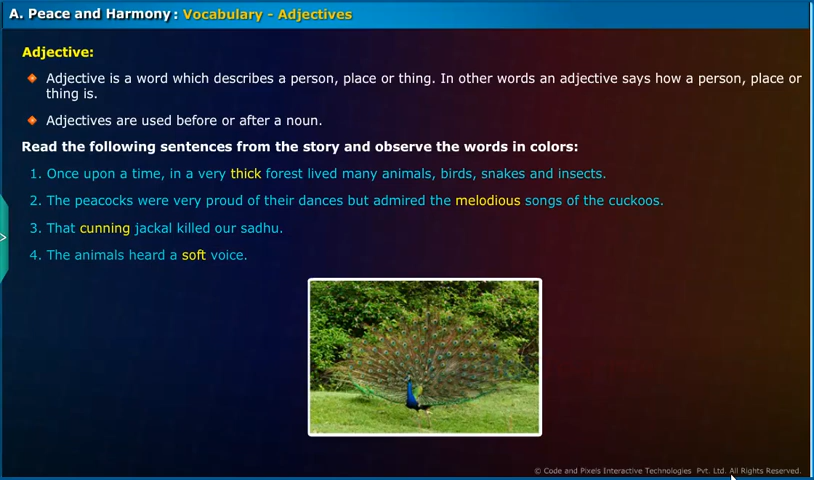 A. Peace and Harmony : Vocabulary - Adjectives
Adjective:
Adjective is a word which describes a person, place or thing. In other words an adjective says how a person, place or
thing is.
Adjectives are used before or after a noun.
Read the following sentences from the story and observe the words in colors:
1. Once upon a time, in a very thick forest lived many animals, birds, snakes and insects.
2. The peacocks were very proud of their dances but admired the melodious songs of the cuckoos.
3. That cunning jackal killed our sadhu.
4. The animals heard a soft voice.
© Code and Pixels Interactive Technologies Pvt. Ltd. All Rights Reserved.